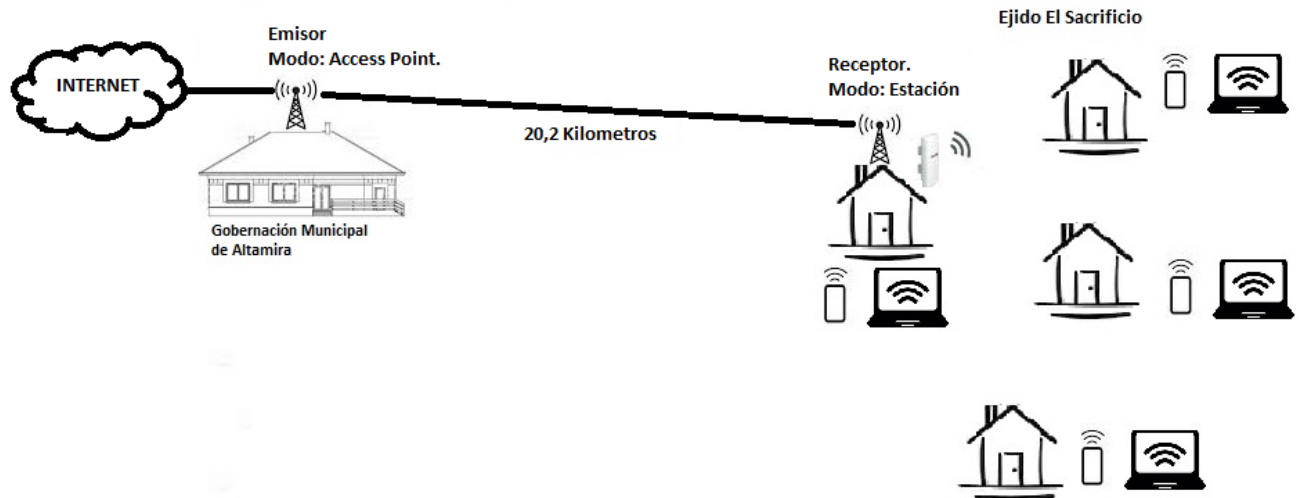 Ejido El Sacrificio
Emisor
Modo: Access Point.
INTERNET
Receptor.
Modo: Estación
20,2 Kilometros
Gobernación Municipal
de Altamira